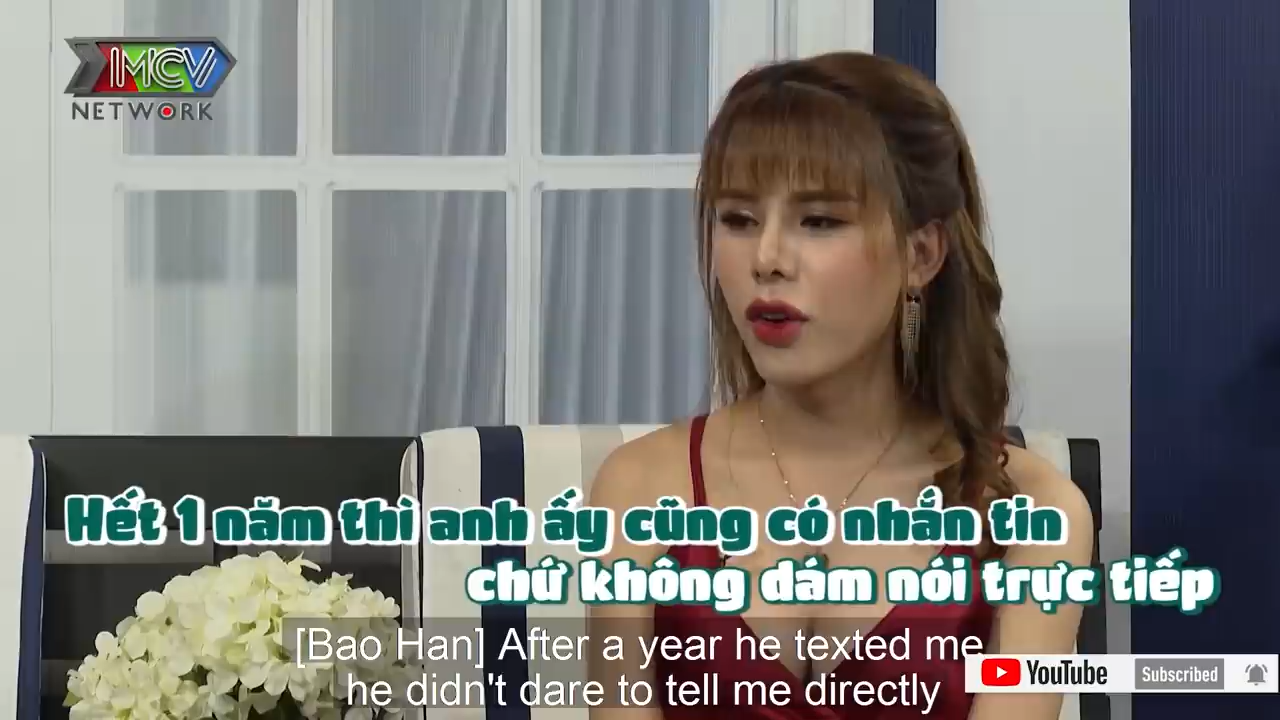 MCV
NETWORK
Hết 1 năm thì anh ấy cũng có nhắn tin
chứ không dám nói trực tiếp
[Bao Han] After a year he texted me
he didn't dare to tell me directly
YouTube
Subscribed